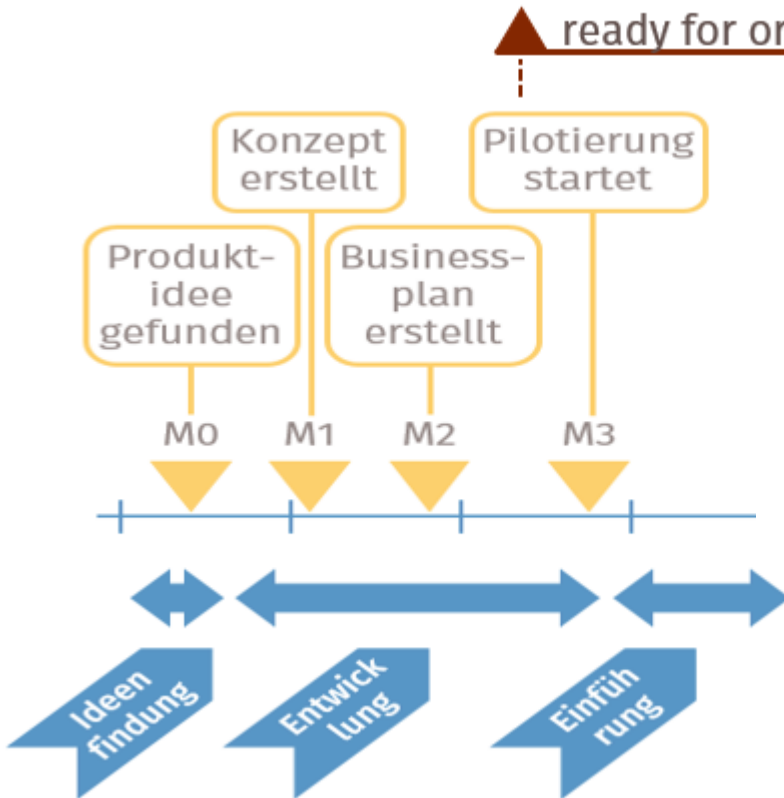 ready for or
Konzept
erstellt
Pilotierung
startet
Produkt-
idee
gefunden
Business-
plan
erstellt
M0
M1
M2
M3
Ideen
findung
Entwick
lung
Einfüh
rung